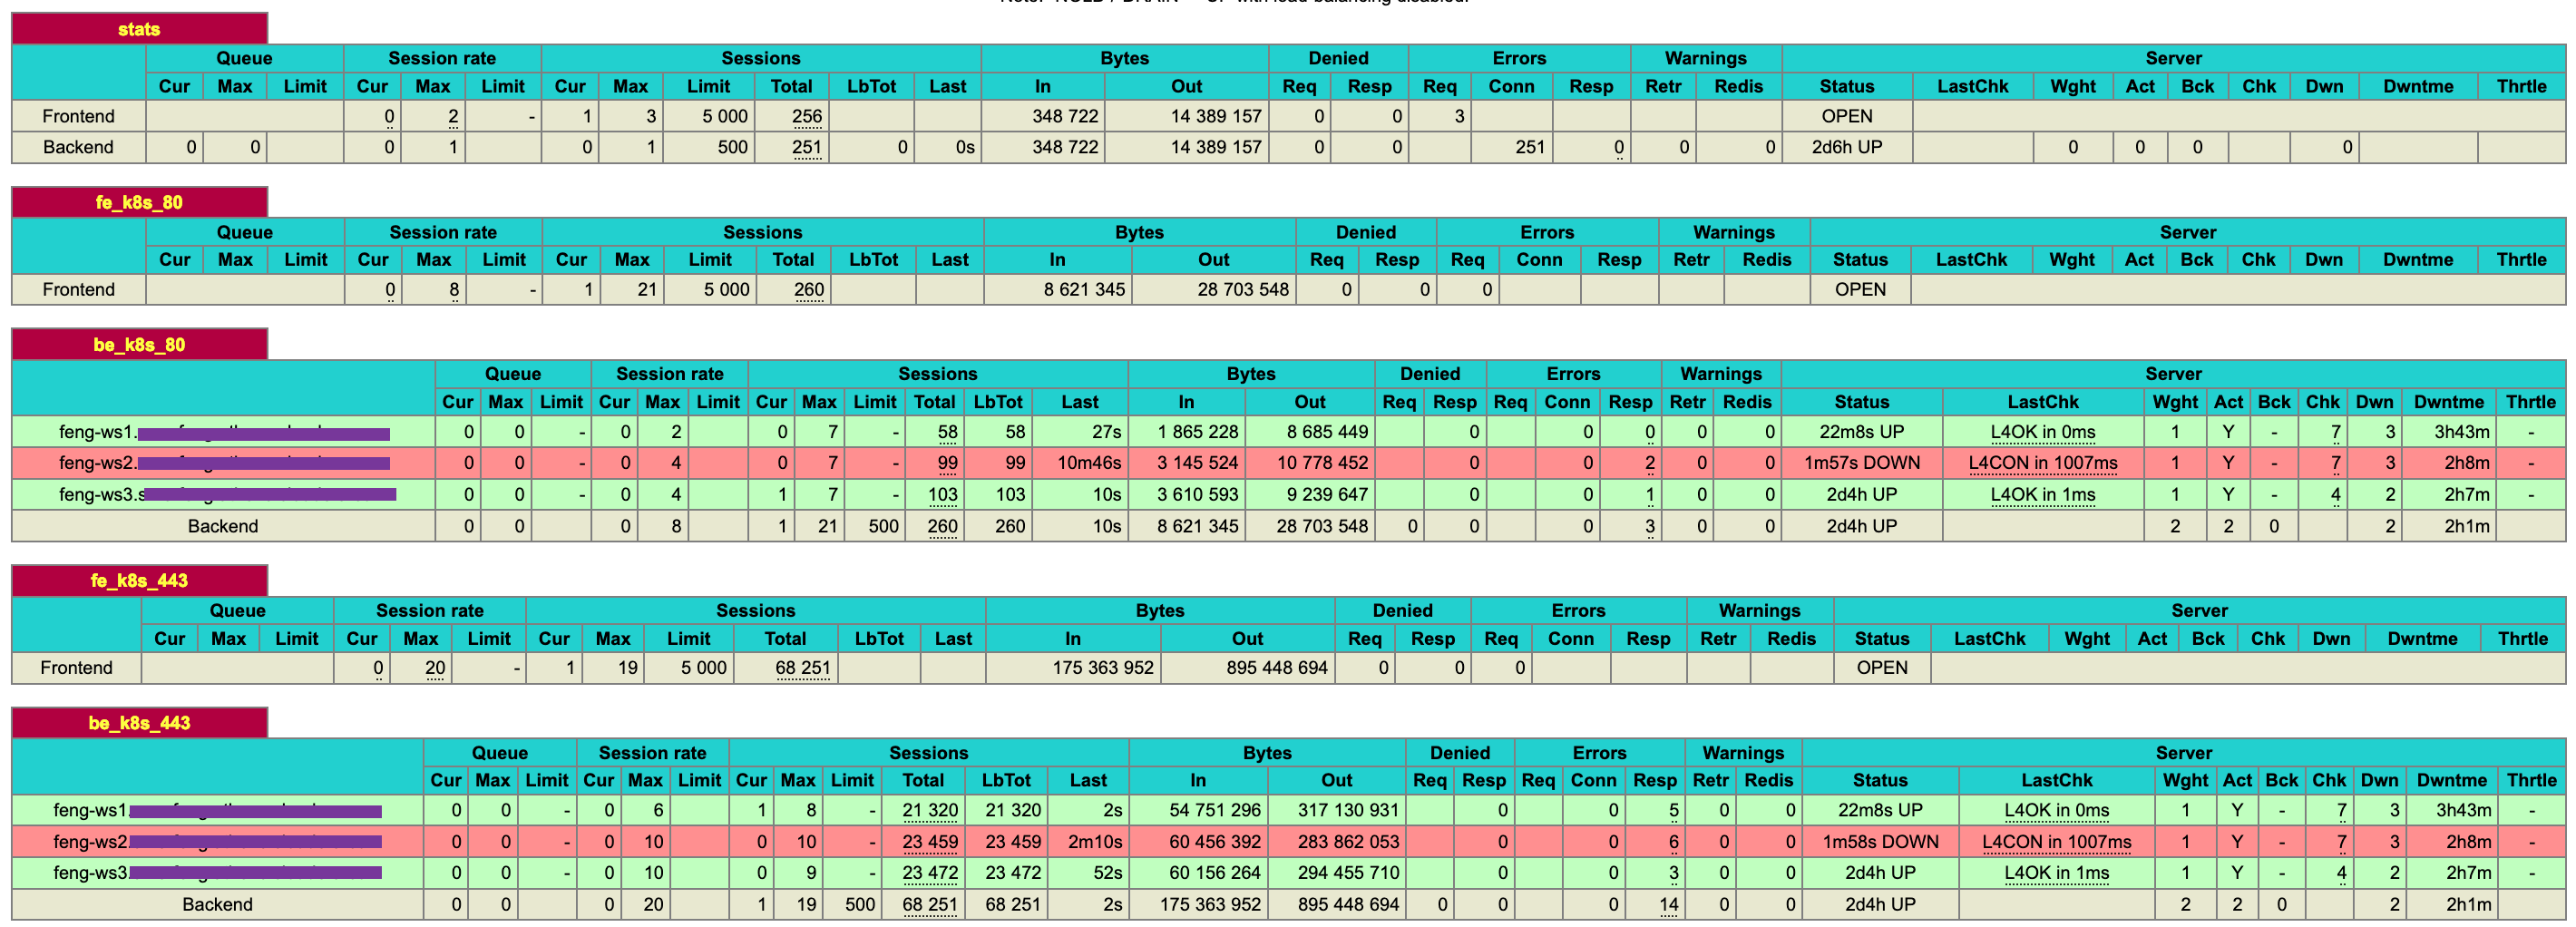 stats
Queue Session rate Sessions Bytes Denied Errors Warnings Server
Cur Max Limit Cur Max Limit Cur Max Limit Total LbTot Last In Out Req Resp Req Conn Resp Retr Redis Status LastChk Wght Act Bck Chk Dwn Dwntme Thrtle
Frontend 0 2 - 1 3 5 000 256 348 722 14 389 157 0 0 3 OPEN
Backend 0 0 0 1 0 1 500 251 0 0s 348 722 14 389 157 0 0 251 0 0 0 2d6h UP 0 0 0 0
fe_k8s_80
Queue Session rate Sessions Bytes Denied Errors Warnings Server
Cur Max Limit Cur Max Limit Cur Max Limit Total LbTot Last In Out Req Resp Req Conn Resp Retr Redis Status LastChk Wght Act Bck Chk Dwn Dwntme Thrtle
Frontend 0 8 - 1 21 5 000 260 8 621 345 28 703 548 0 0 0 OPEN
be_k8s_80
Queue Session rate Sessions Bytes Denied Errors Warnings Server
Cur Max Limit Cur Max Limit Cur Max Limit Total LbTot Last In Out Req Resp Req Conn Resp Retr Redis Status LastChk Wght Act Bck Chk Dwn Dwntme Thrtle
feng-ws1. 0 0 - 0 2 0 7 - 58 58 27s 1 865 228 8 685 449 0 0 0 0 0 22m8s UP L4OK in 0ms 1 Y - 7 3 3h43m -
feng-ws2. 0 0 - 0 4 0 7 - 99 99 10m46s 3 145 524 10 778 452 0 0 2 0 0 1m57s DOWN L4CON in 1007ms 1 Y - 7 3 2h8m -
feng-ws3.s 0 0 - 0 4 1 7 - 103 103 10s 3 610 593 9 239 647 0 0 1 0 0 2d4h UP L4OK in 1ms 1 Y - 4 2 2h7m -
Backend 0 0 0 8 1 21 500 260 260 10s 8 621 345 28 703 548 0 0 0 3 0 0 2d4h UP 2 2 0 2 2h1m
fe_k8s_443
Queue Session rate Sessions Bytes Denied Errors Warnings Server
Cur Max Limit Cur Max Limit Cur Max Limit Total LbTot Last In Out Req Resp Req Conn Resp Retr Redis Status LastChk Wght Act Bck Chk Dwn Dwntme Thrtle
Frontend 0 20 - 1 19 5 000 68 251 175 363 952 895 448 694 0 0 0 OPEN
be_k8s_443
Queue Session rate Sessions Bytes Denied Errors Warnings Server
Cur Max Limit Cur Max Limit Cur Max Limit Total LbTot Last In Out Req Resp Req Conn Resp Retr Redis Status LastChk Wght Act Bck Chk Dwn Dwntme Thrtle
feng-ws1. 0 0 - 0 6 1 8 - 21 320 21 320 2s 54 751 296 317 130 931 0 0 5 0 0 22m8s UP L4OK in 0ms 1 Y - 7 3 3h43m -
feng-ws2. 0 0 - 0 10 0 10 - 23 459 23 459 2m10s 60 456 392 283 862 053 0 0 6 0 0 1m58s DOWN L4CON in 1007ms 1 Y - 7 3 2h8m -
feng-ws3. 0 0 - 0 10 0 9 - 23 472 23 472 52s 60 156 264 294 455 710 0 0 3 0 0 2d4h UP L4OK in 1ms 1 Y - 4 2 2h7m -
Backend 0 0 0 20 1 19 500 68 251 68 251 2s 175 363 952 895 448 694 0 0 0 14 0 0 2d4h UP 2 2 0 2 2h1m